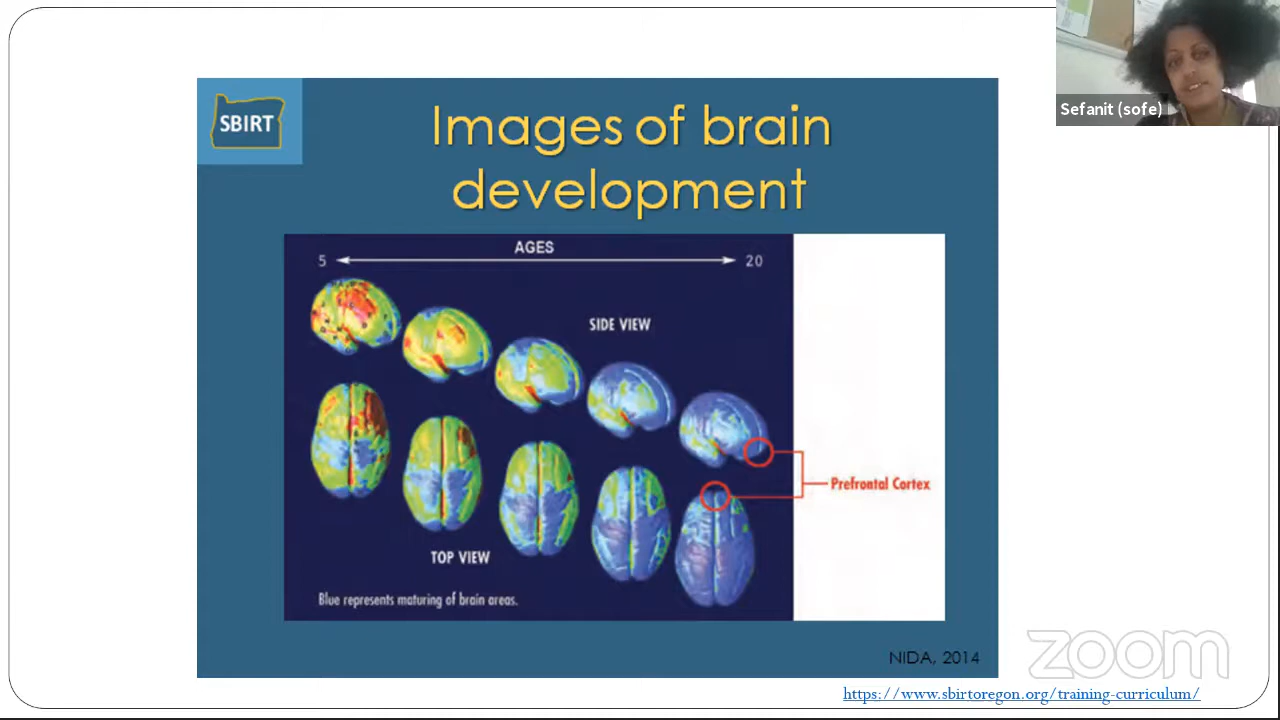 Sefanit (sofe)
SBIRT
Images of brain
development
AGES
5
20
SIDE VIEW
Prefrontal Cortex
TOP VIEW
Blue represents maturing of brain areas.
NIDA, 2014
zoom
https://www.sbirtoregon.org/training-curriculum/